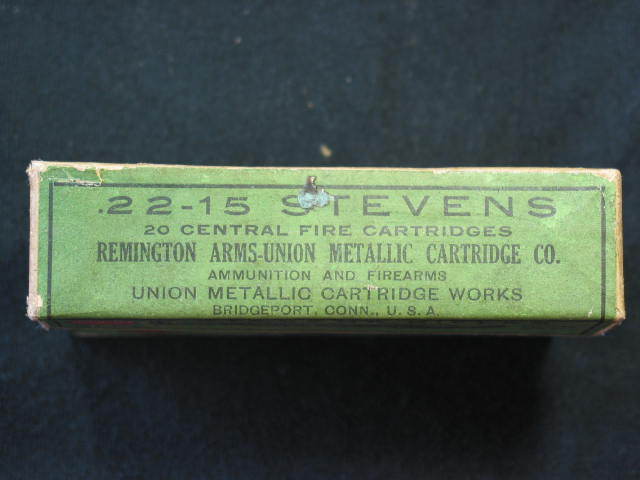 .22-15 STEVENS
20 CENTRAL FIRE CARTRIDGES
REMINGTON ARMS-UNION METALLIC CARTRIDGE CO.
AMMUNITION AND FIREARMS
UNION METALLIC CARTRIDGE WORKS
BRIDGEPORT, CONN., U. S. A.